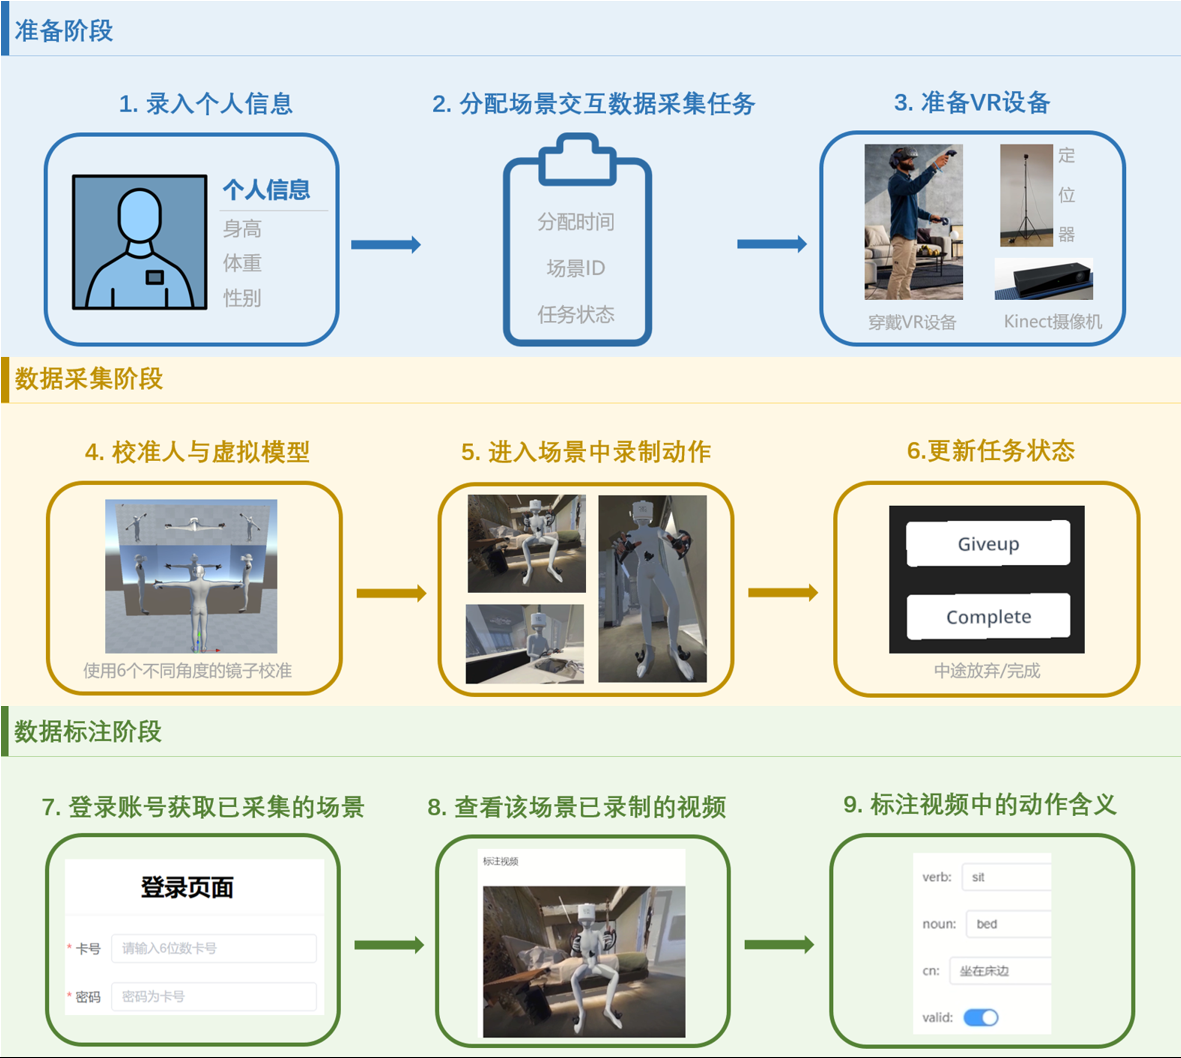 准备阶段
1. 录入个人信息
2. 分配场景交互数据采集任务
3. 准备VR设备
个人信息
身高
体重
性别
分配时间
场景ID
任务状态
定
位
器
穿戴VR设备
Kinect摄像机
数据采集阶段
4. 校准人与虚拟模型
5. 进入场景中录制动作
6.更新任务状态
使用6个不同角度的镜子校准
Giveup
Complete
中途放弃/完成
数据标注阶段
7. 登录账号获取已采集的场景
8. 查看该场景已录制的视频
9. 标注视频中的动作含义
登录页面
* 卡号 请输入6位数卡号
* 密码 密码为卡号
标注视频
verb: sit
noun: bed
cn: 坐在床边
valid: